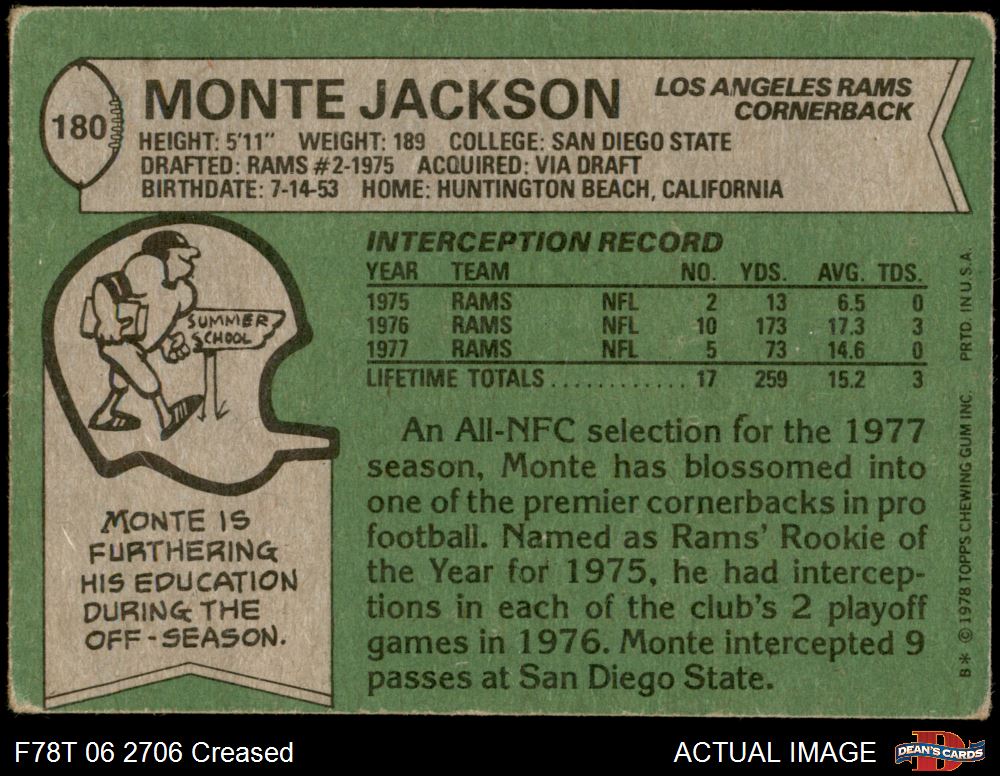 180
MONTE JACKSON
LOS ANGELES RAMS
CORNERBACK
HEIGHT: 5'11" WEIGHT: 189 COLLEGE: SAN DIEGO STATE
DRAFTED: RAMS #2-1975 ACQUIRED: VIA DRAFT
BIRTHDATE: 7-14-53 HOME: HUNTINGTON BEACH, CALIFORNIA
SUMMER
SCHOOL
MONTE IS
FURTHERING
HIS EDUCATION
DURING THE
OFF-SEASON.
INTERCEPTION RECORD
YEAR TEAM NO. YDS. AVG. TDS.
1975 RAMS NFL 2 13 6.5 0
1976 RAMS NFL 10 173 17.3 3
1977 RAMS NFL 5 73 14.6 0
LIFETIME TOTALS............ 17 259 15.2 3
An All-NFC selection for the 1977
season, Monte has blossomed into
one of the premier cornerbacks in pro
football. Named as Rams' Rookie of
the Year for 1975, he had intercep-
tions in each of the club's 2 playoff
games in 1976. Monte intercepted 9
passes at San Diego State.
B* © 1978 TOPPS CHEWING GUM INC. PRTD. IN U.S.A.
F78T 06 2706 Creased
ACTUAL IMAGE
D
DEAN'S CARDS